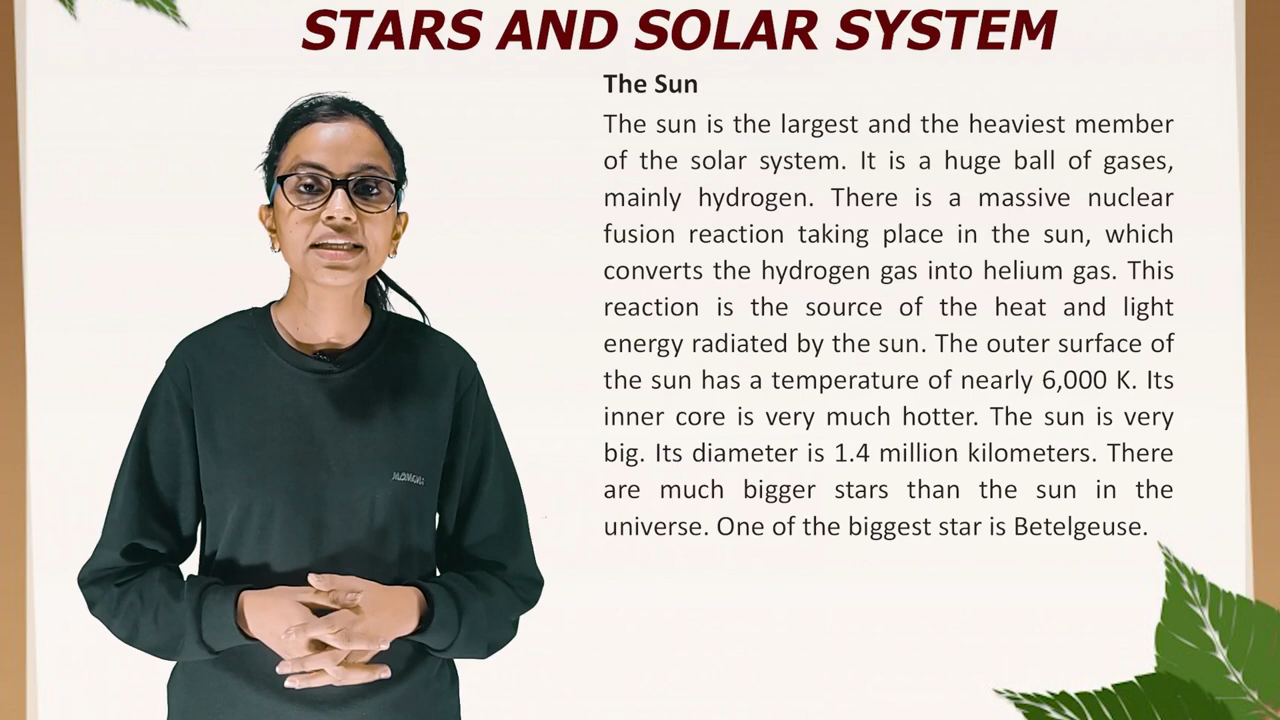 STARS AND SOLAR SYSTEM
The Sun
The sun is the largest and the heaviest member
of the solar system. It is a huge ball of gases,
mainly hydrogen. There is a massive nuclear
fusion reaction taking place in the sun, which
converts the hydrogen gas into helium gas. This
reaction is the source of the heat and light
energy radiated by the sun. The outer surface of
the sun has a temperature of nearly 6,000 K. Its
inner core is very much hotter. The sun is very
big. Its diameter is 1.4 million kilometers. There
are much bigger stars than the sun in the
universe. One of the biggest star is Betelgeuse.